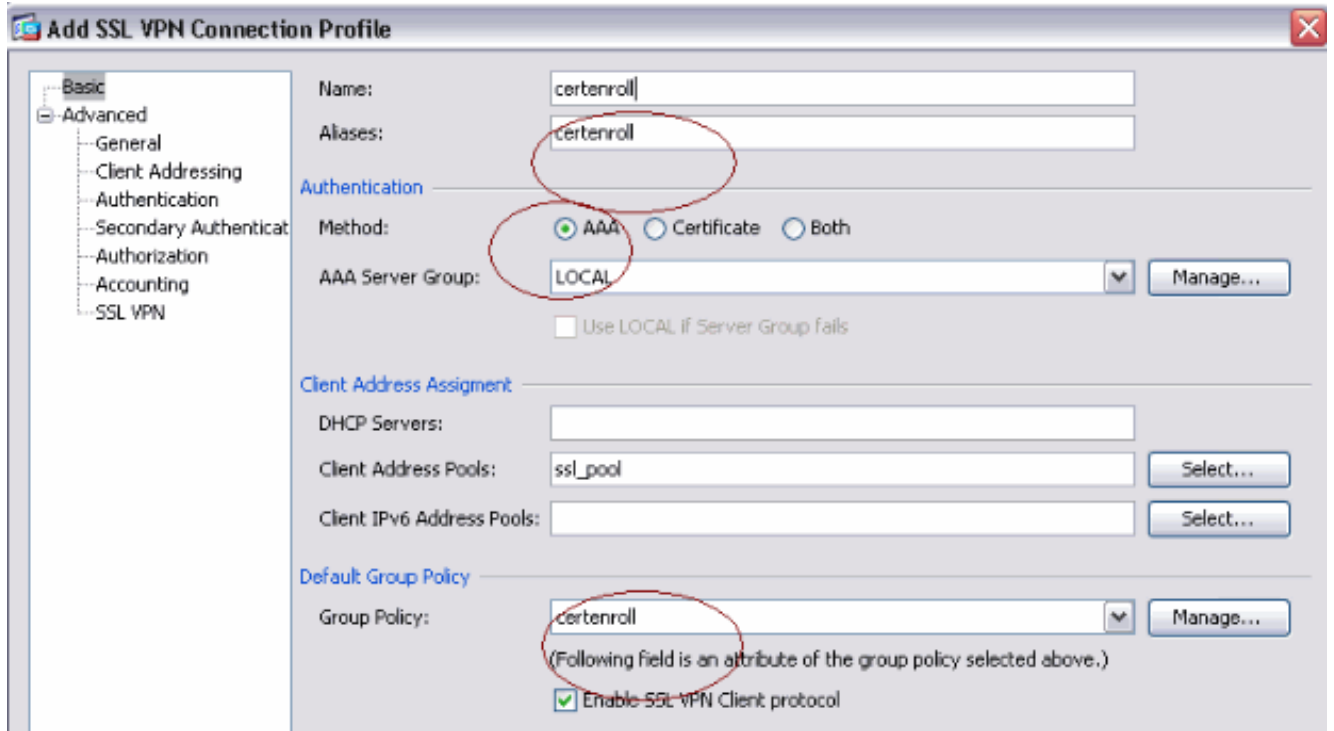 Add SSL VPN Connection Profile
Basic
Advanced
General
Client Addressing
Authentication
Secondary Authenticat
Authorization
Accounting
SSL VPN
Name: certenroll
Aliases: certenroll
Authentication
Method: AAA Certificate Both
AAA Server Group: LOCAL Manage...
Use LOCAL if Server Group fails
Client Address Assigment
DHCP Servers:
Client Address Pools: ssl_pool Select...
Client IPv6 Address Pools: Select...
Default Group Policy
Group Policy: certenroll Manage...
(Following field is an attribute of the group policy selected above.)
Enable SSL VPN Client protocol